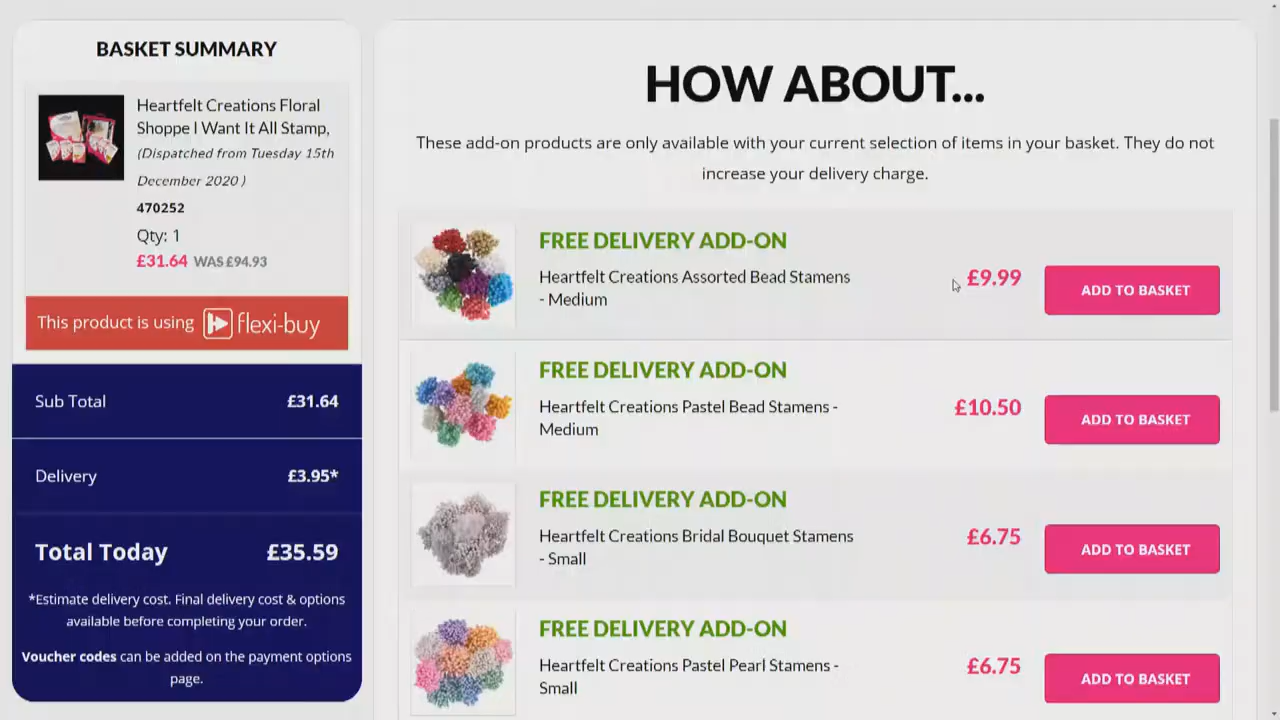 BASKET SUMMARY
Heartfelt Creations Floral
Shoppe I Want It All Stamp,
(Dispatched from Tuesday 15th
December 2020 )
470252
Qty: 1
£31.64 WAS £94.93
This product is using flexi-buy
Sub Total £31.64
Delivery £3.95*
Total Today £35.59
*Estimate delivery cost. Final delivery cost & options
available before completing your order.
Voucher codes can be added on the payment options
page.
HOW ABOUT...
These add-on products are only available with your current selection of items in your basket. They do not
increase your delivery charge.
FREE DELIVERY ADD-ON
Heartfelt Creations Assorted Bead Stamens
- Medium
£9.99
ADD TO BASKET
FREE DELIVERY ADD-ON
Heartfelt Creations Pastel Bead Stamens -
Medium
£10.50
ADD TO BASKET
FREE DELIVERY ADD-ON
Heartfelt Creations Bridal Bouquet Stamens
- Small
£6.75
ADD TO BASKET
FREE DELIVERY ADD-ON
Heartfelt Creations Pastel Pearl Stamens -
Small
£6.75
ADD TO BASKET